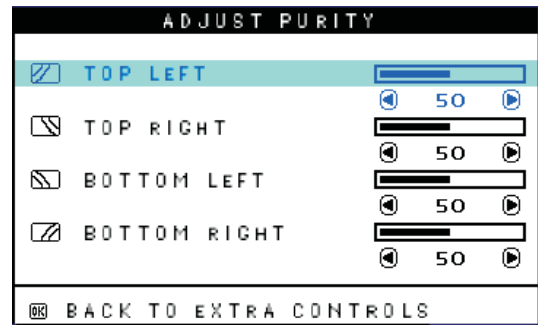 ADJUST PURITY
TOP LEFT
50
TOP RIGHT
50
BOTTOM LEFT
50
BOTTOM RIGHT
50
OK BACK TO EXTRA CONTROLS